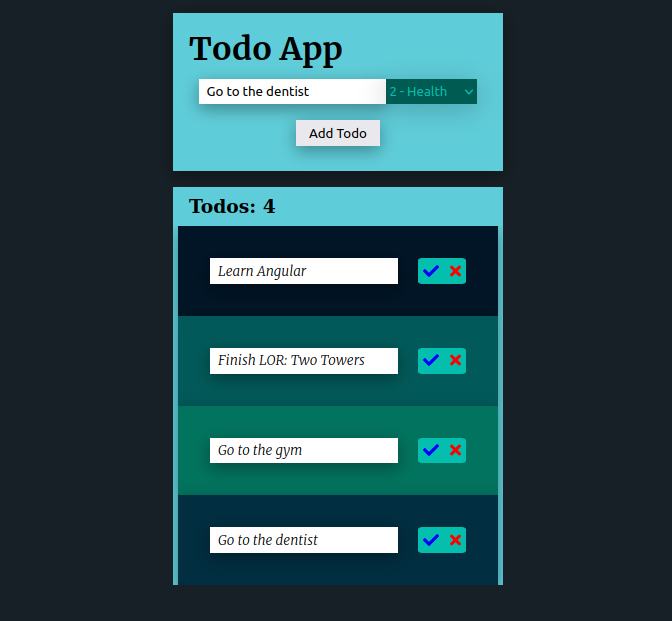 Todo App
Go to the dentist 2 - Health
Add Todo
Todos: 4
Learn Angular
Finish LOR: Two Towers
Go to the gym
Go to the dentist